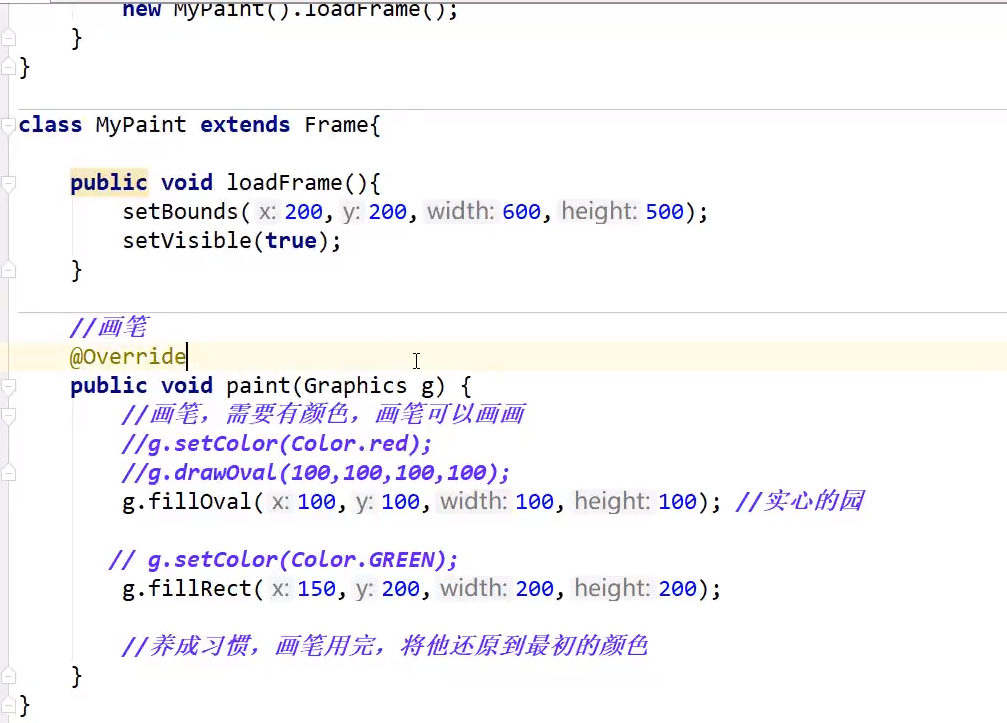 new MyPaint().loadFrame();
}
}
class MyPaint extends Frame{
public void loadFrame(){
setBounds( x: 200, y: 200, width: 600, height: 500);
setVisible(true);
}
//画笔
@Override
public void paint(Graphics g) {
//画笔，需要有颜色，画笔可以画画
//g.setColor(Color.red);
//g.drawOval(100,100,100,100);
g.fillOval( x: 100, y: 100, width: 100, height: 100); //实心的园
// g.setColor(Color.GREEN);
g.fillRect( x: 150, y: 200, width: 200, height: 200);
//养成习惯，画笔用完，将他还原到最初的颜色
}
}